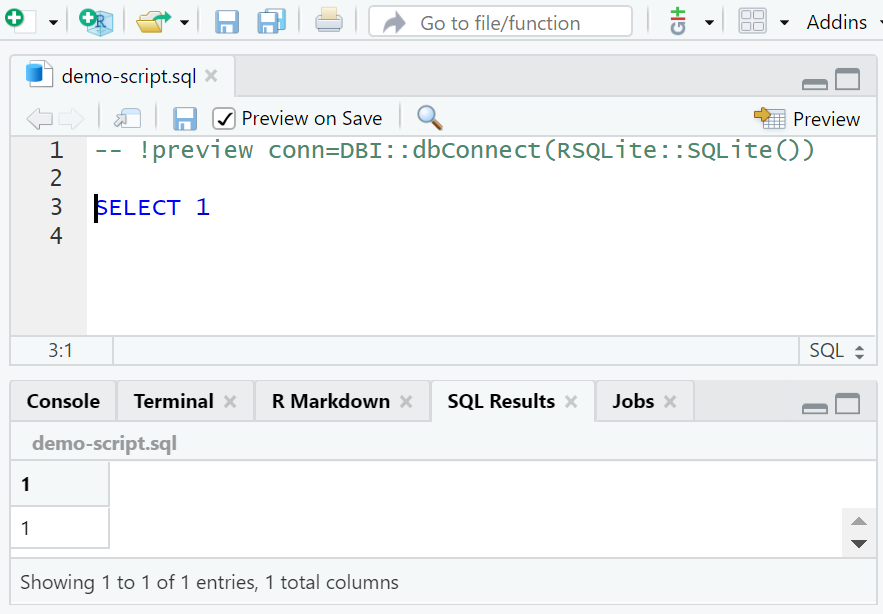 Go to file/function Addins
demo-script.sql
Preview on Save Preview
1 -- !preview conn=DBI::dbConnect(RSQLite::SQLite())
2
3 SELECT 1
4
3:1 SQL
Console Terminal R Markdown SQL Results Jobs
demo-script.sql
1
1
Showing 1 to 1 of 1 entries, 1 total columns